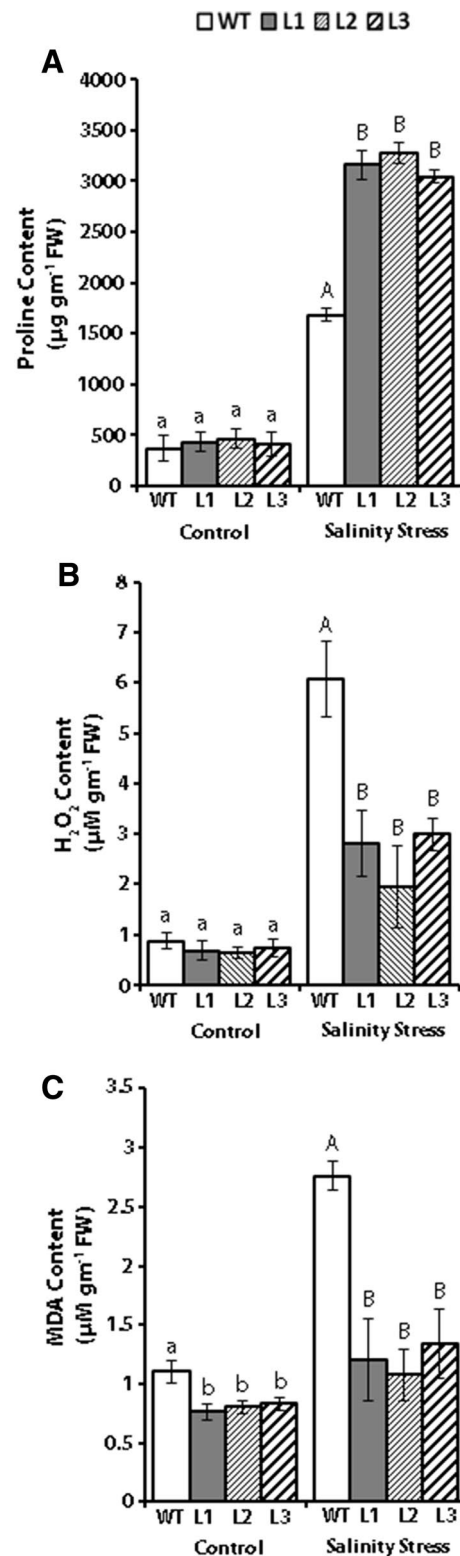 WT L1 L2 L3
A
Proline Content
(µg gm⁻¹ FW)
4000
3500
3000
2500
2000
1500
1000
500
0
a a a a
A B B B
WT L1 L2 L3 WT L1 L2 L3
Control Salinity Stress
B
H₂O₂ Content
(µM gm⁻¹ FW)
8
7
6
5
4
3
2
1
0
a a a a
A B B B
WT L1 L2 L3 WT L1 L2 L3
Control Salinity Stress
C
MDA Content
(µM gm⁻¹ FW)
3.5
3
2.5
2
1.5
1
0.5
0
a b b b
A B B B
WT L1 L2 L3 WT L1 L2 L3
Control Salinity Stress